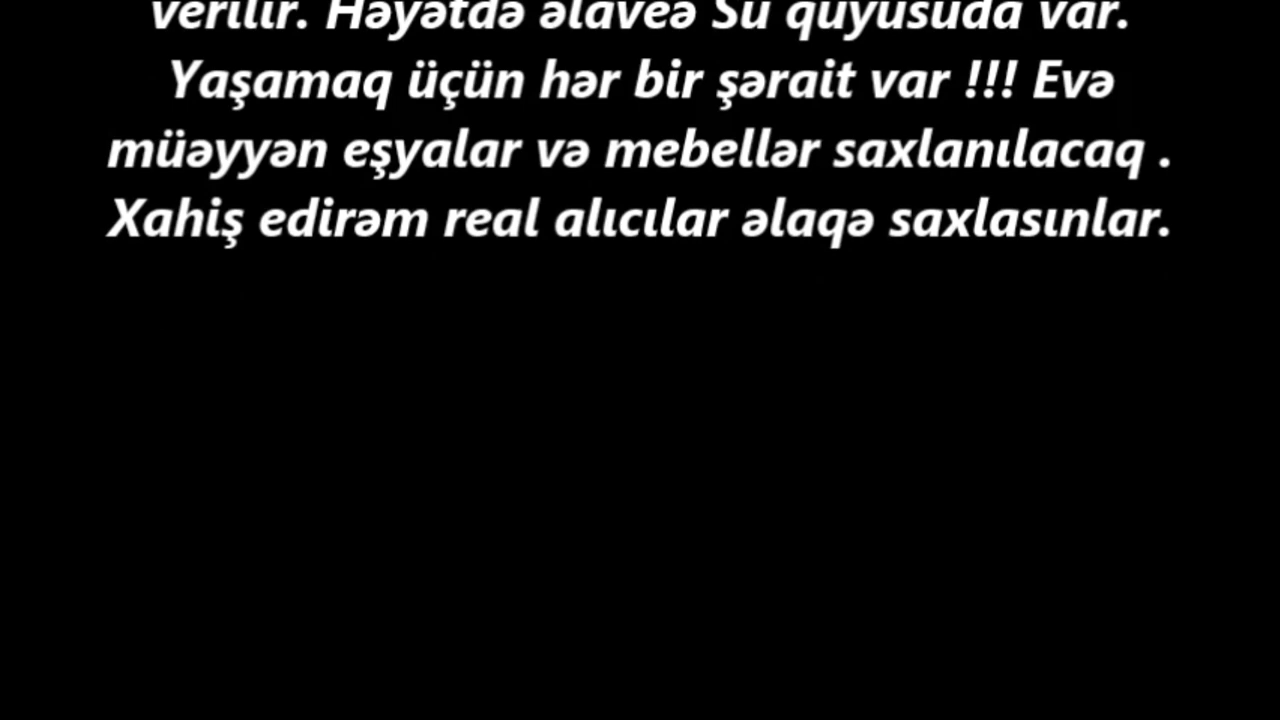 verilir. Həyətdə əlaveə Su quyusuda var.
Yaşamaq üçün hər bir şərait var !!! Evə
müəyyən eşyalar və mebellər saxlanılacaq .
Xahiş edirəm real alıcılar əlaqə saxlasınlar.